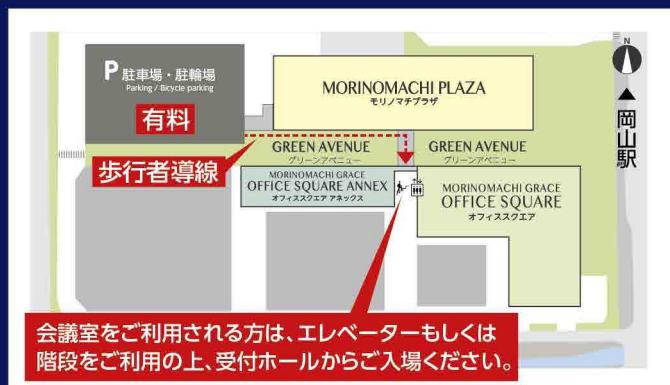 P 駐車場・駐輪場
Parking / Bicycle parking
有料
歩行者導線
MORINOMACHI PLAZA
モリノマチプラザ
GREEN AVENUE
グリーンアベニュー
GREEN AVENUE
グリーンアベニュー
MORINOMACHI GRACE
OFFICE SQUARE ANNEX
オフィススクエア アネックス
MORINOMACHI GRACE
OFFICE SQUARE
オフィススクエア
N
▲岡山駅
会議室をご利用される方は、エレベーターもしくは
階段をご利用の上、受付ホールからご入場ください。